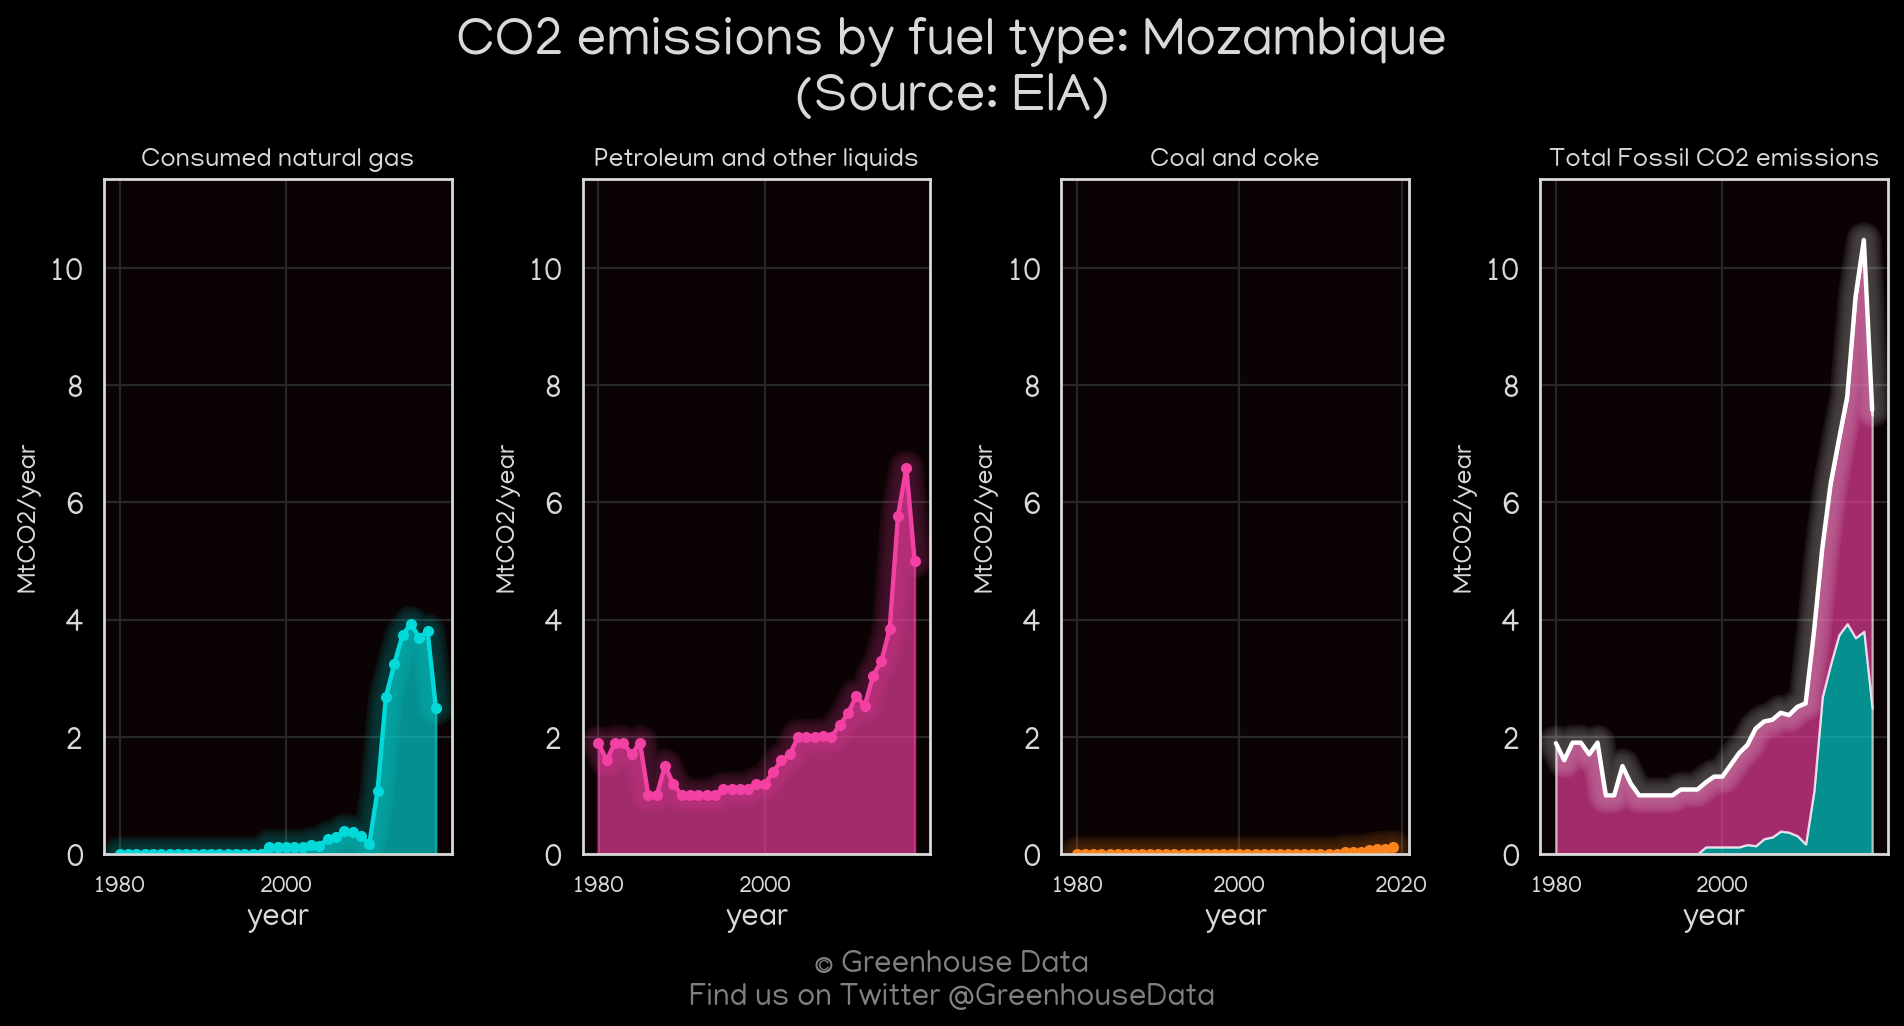 CO2 emissions by fuel type: Mozambique
(Source: EIA)
Consumed natural gas
10
8
6
4
2
0
MtCO2/year
1980
2000
year
Petroleum and other liquids
10
8
6
4
2
0
MtCO2/year
1980
2000
year
Coal and coke
10
8
6
4
2
0
MtCO2/year
1980
2000
2020
year
Total Fossil CO2 emissions
10
8
6
4
2
0
MtCO2/year
1980
2000
year
© Greenhouse Data
Find us on Twitter @GreenhouseData